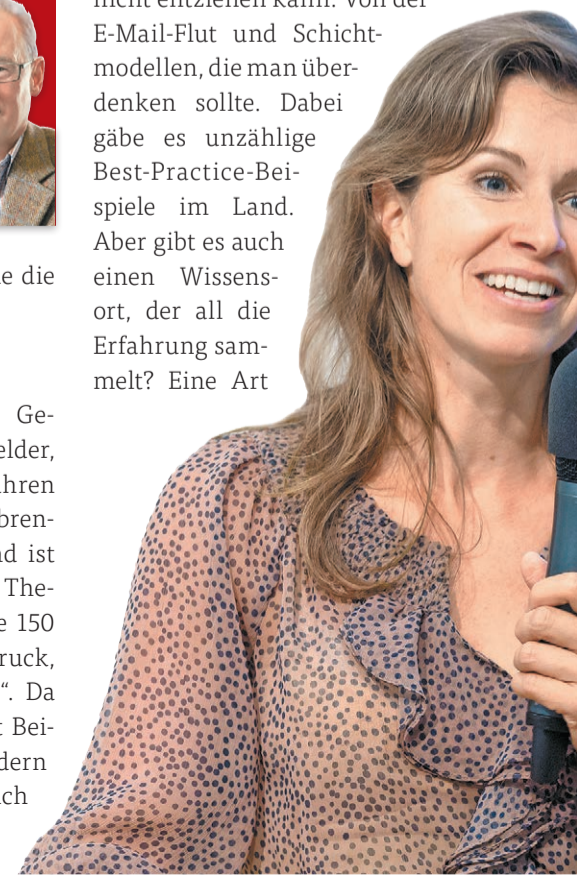 e die
Ge-
elder,
hren
bren-
d ist
The-
e 150
ruck,
“. Da
t Bei-
dern
ch
nicht entziehen kann. Von der
E-Mail-Flut und Schicht-
modellen, die man über-
denken sollte. Dabei
gäbe es unzählige
Best-Practice-Bei-
spiele im Land.
Aber gibt es auch
einen Wissens-
ort, der all die
Erfahrung sam-
melt? Eine Art